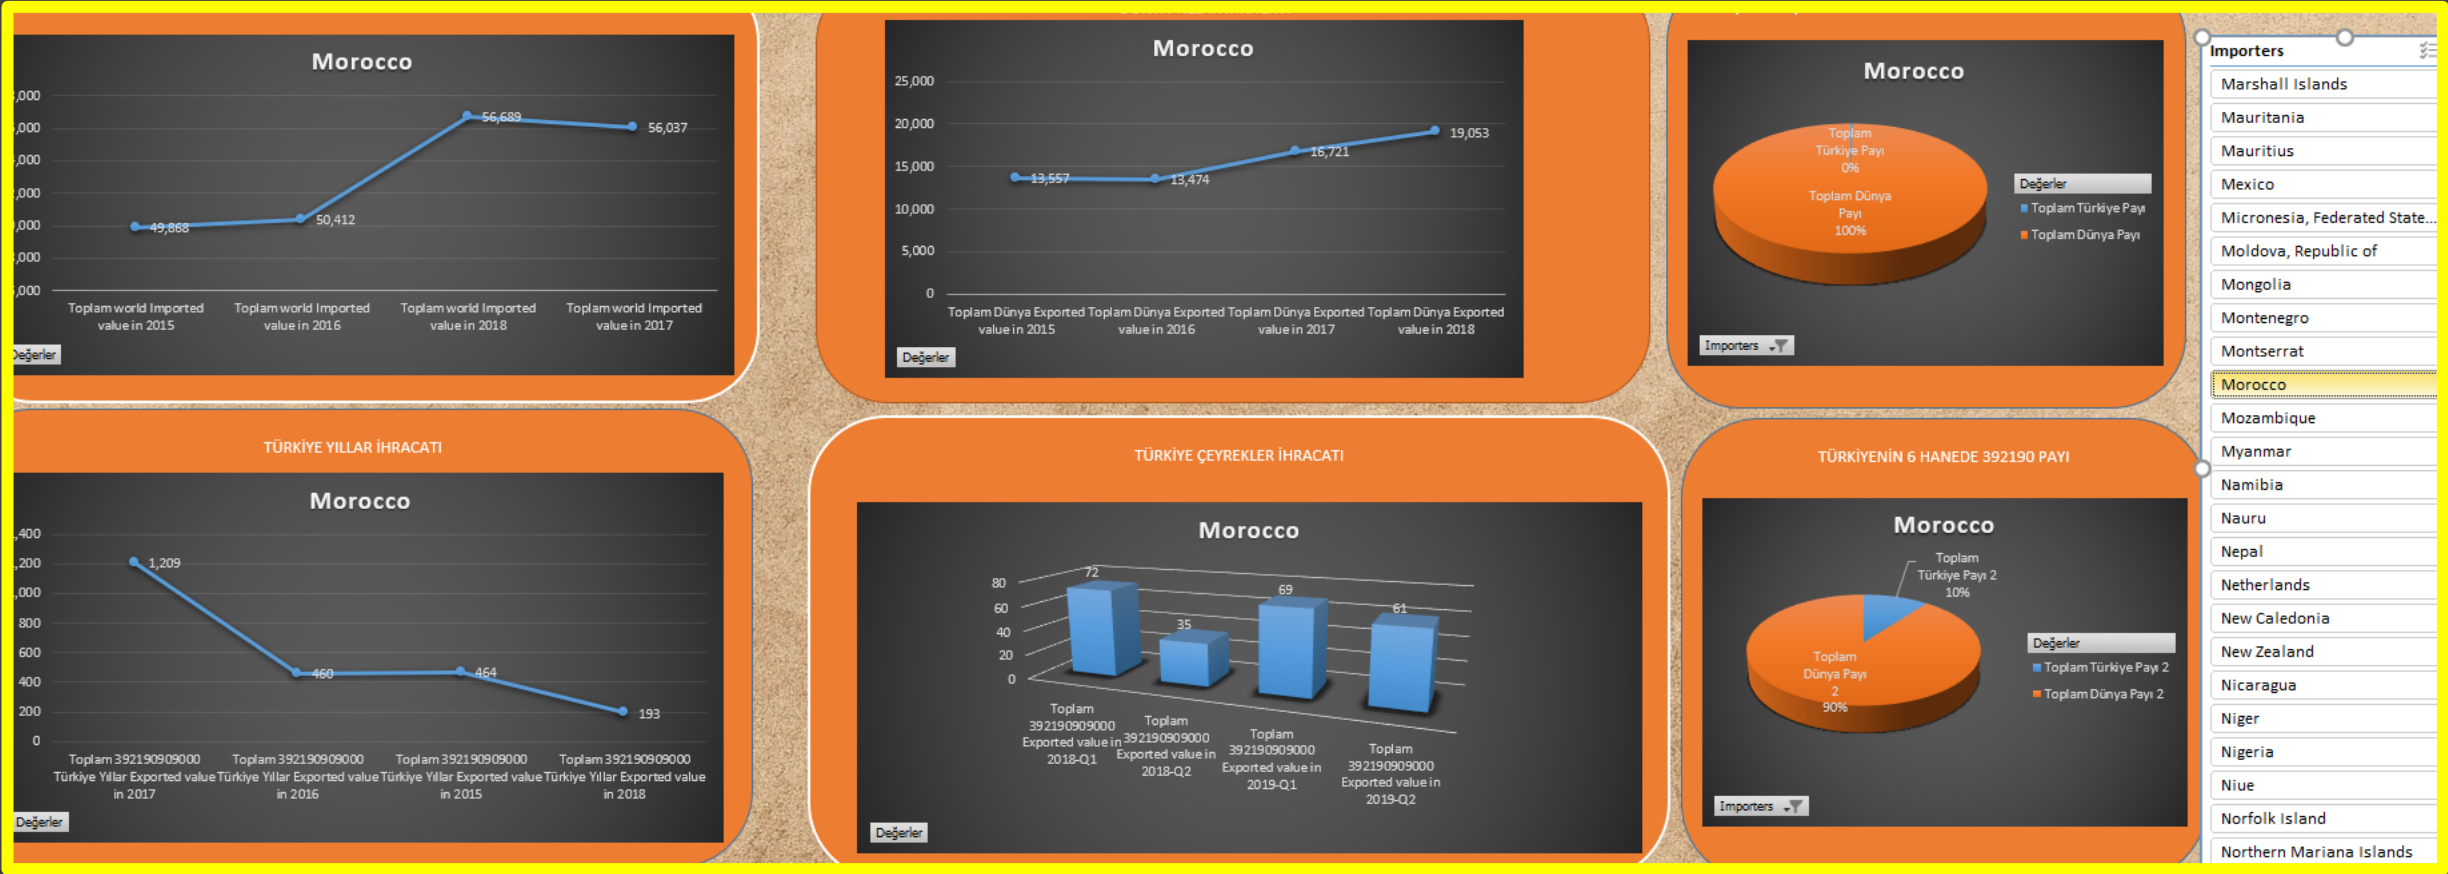 Morocco
,000
,000
,000
,000
,000
,000
49,868
50,412
56,689
56,037
Toplam world Imported
value in 2015
Toplam world Imported
value in 2016
Toplam world Imported
value in 2018
Toplam world Imported
value in 2017
Değerler
Morocco
25,000
20,000
15,000
10,000
5,000
0
13,557
13,474
16,721
19,053
Toplam Dünya Exported
value in 2015
Toplam Dünya Exported
value in 2016
Toplam Dünya Exported
value in 2017
Toplam Dünya Exported
value in 2018
Değerler
Morocco
Toplam
Türkiye Payı
0%
Toplam Dünya
Payı
100%
Değerler
Toplam Türkiye Payı
Toplam Dünya Payı
Importers
TÜRKİYE YILLAR İHRACATI
Morocco
,400
,200
,000
800
600
400
200
0
1,209
460
464
193
Toplam 392190909000
Türkiye Yıllar Exported value
in 2017
Toplam 392190909000
Türkiye Yıllar Exported value
in 2016
Toplam 392190909000
Türkiye Yıllar Exported value
in 2015
Toplam 392190909000
Türkiye Yıllar Exported value
in 2018
Değerler
TÜRKİYE ÇEYREKLER İHRACATI
Morocco
80
60
40
20
0
72
35
69
61
Toplam
392190909000
Exported value in
2018-Q1
Toplam
392190909000
Exported value in
2018-Q2
Toplam
392190909000
Exported value in
2019-Q1
Toplam
392190909000
Exported value in
2019-Q2
Değerler
TÜRKİYENİN 6 HANEDE 392190 PAYI
Morocco
Toplam
Türkiye Payı 2
10%
Toplam
Dünya Payı
2
90%
Değerler
Toplam Türkiye Payı 2
Toplam Dünya Payı 2
Importers
Importers
Marshall Islands
Mauritania
Mauritius
Mexico
Micronesia, Federated State...
Moldova, Republic of
Mongolia
Montenegro
Montserrat
Morocco
Mozambique
Myanmar
Namibia
Nauru
Nepal
Netherlands
New Caledonia
New Zealand
Nicaragua
Niger
Nigeria
Niue
Norfolk Island
Northern Mariana Islands